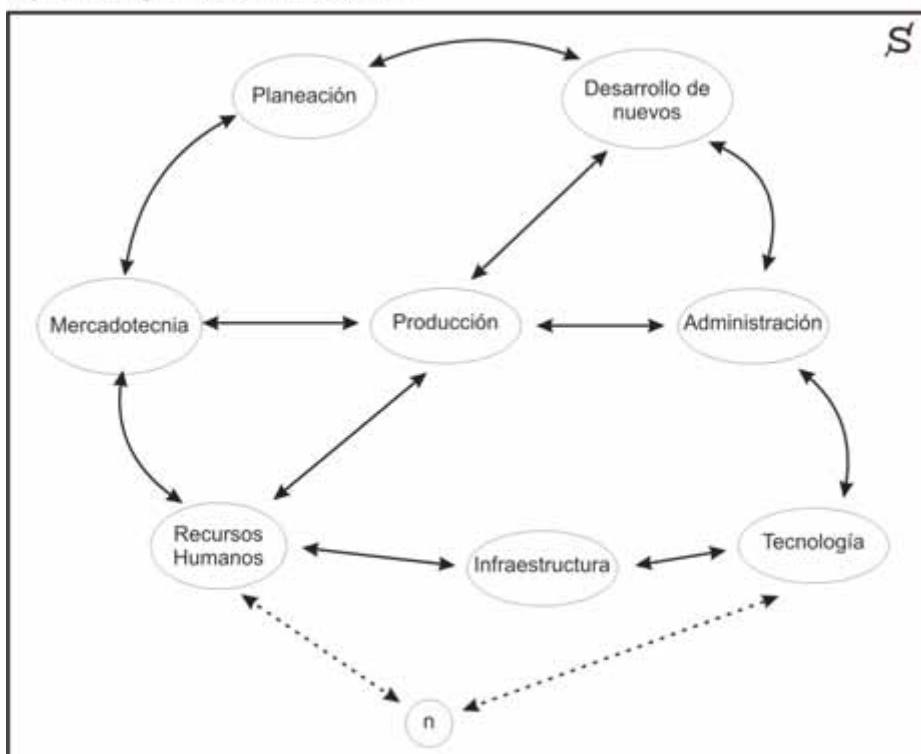 S
Planeación
Desarrollo de
nuevos
Mercadotecnia
Producción
Administración
Recursos
Humanos
Infraestructura
Tecnología
n